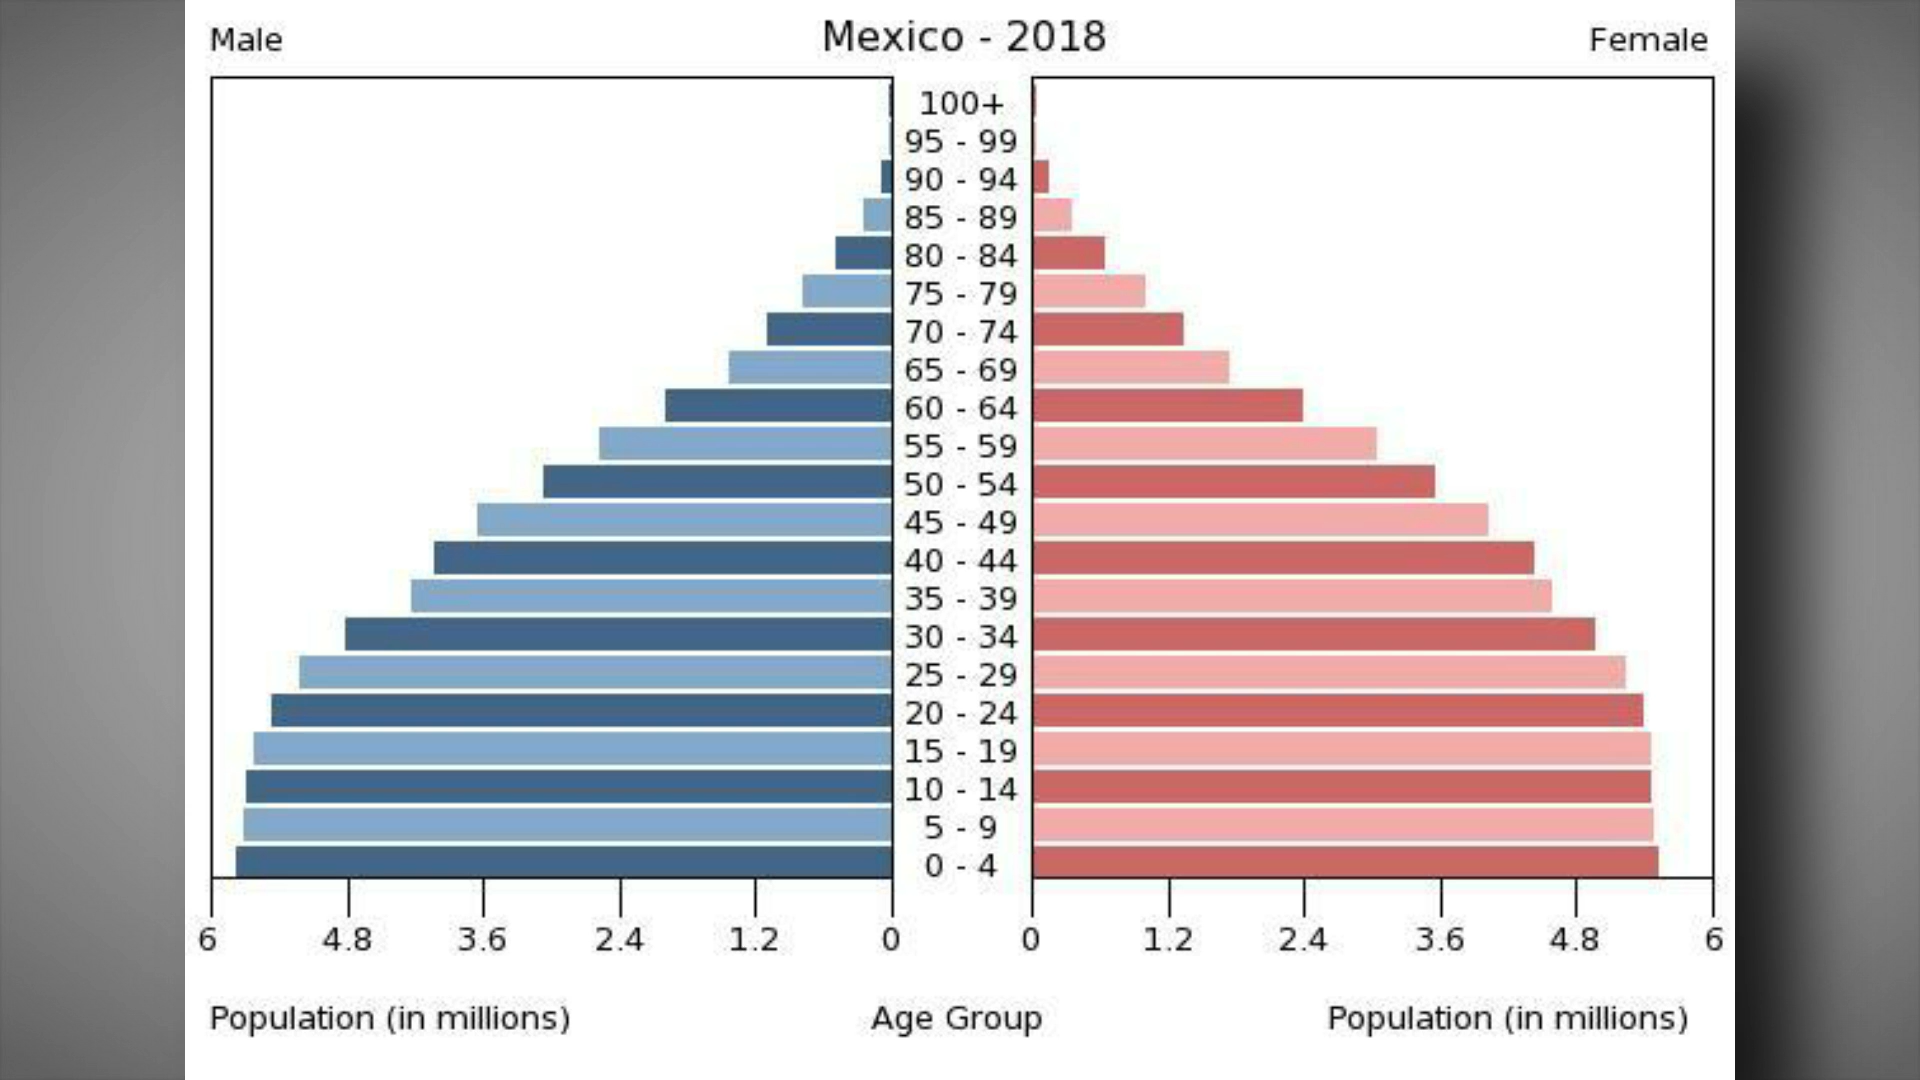 Male Mexico - 2018 Female
100+
95 - 99
90 - 94
85 - 89
80 - 84
75 - 79
70 - 74
65 - 69
60 - 64
55 - 59
50 - 54
45 - 49
40 - 44
35 - 39
30 - 34
25 - 29
20 - 24
15 - 19
10 - 14
5 - 9
0 - 4
6 4.8 3.6 2.4 1.2 0 0 1.2 2.4 3.6 4.8 6
Population (in millions) Age Group Population (in millions)